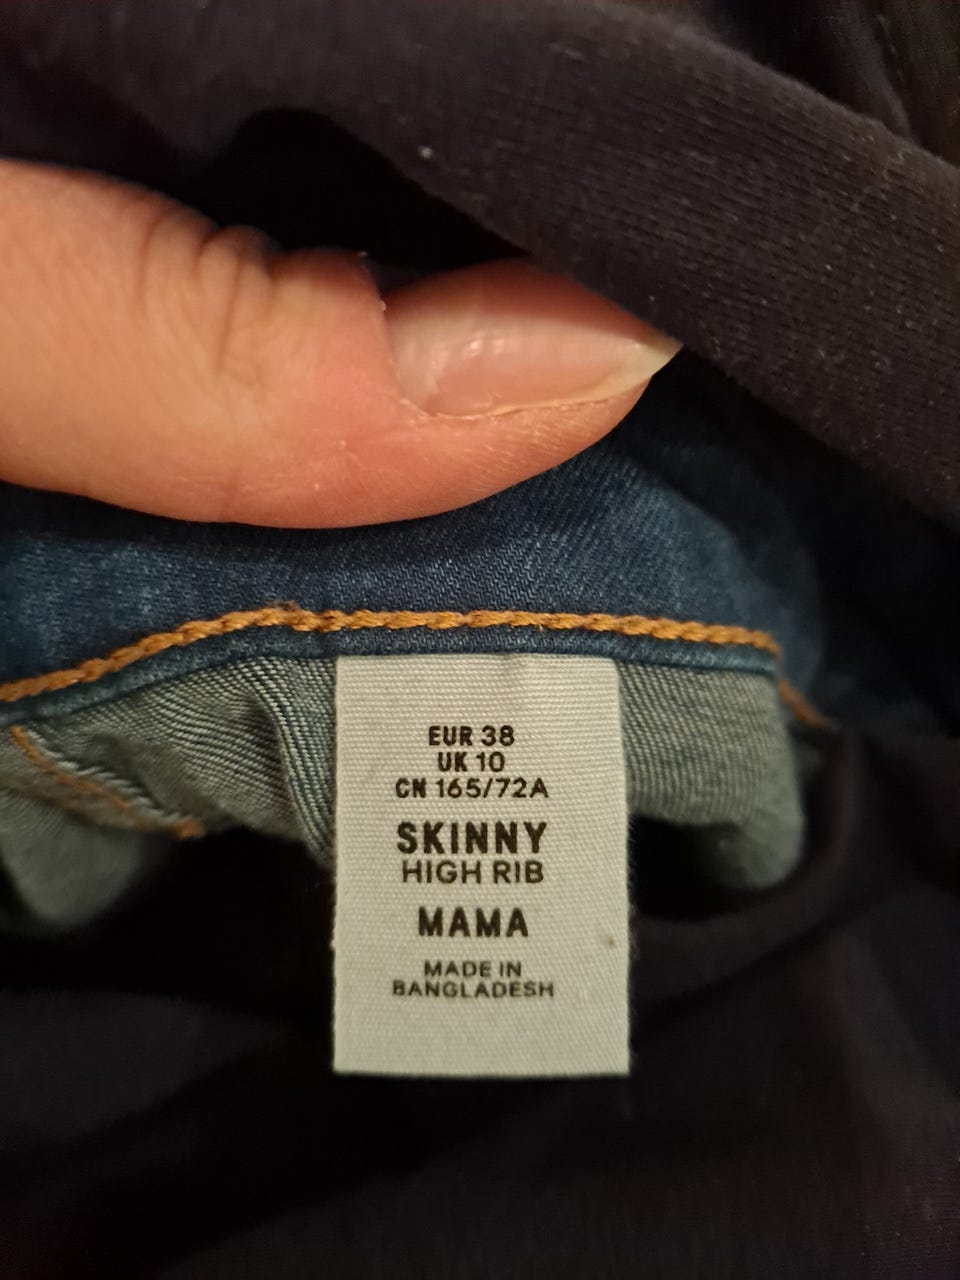 EUR 38
UK 10
CN 165/72A
SKINNY
HIGH RIB
MAMA
MADE IN
BANGLADESH